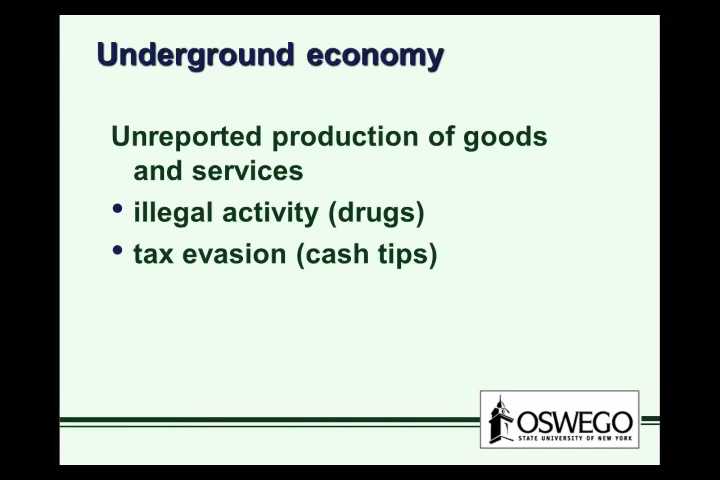 Underground economy
Unreported production of goods
and services
• illegal activity (drugs)
• tax evasion (cash tips)
OSWEGO
STATE UNIVERSITY OF NEW YORK